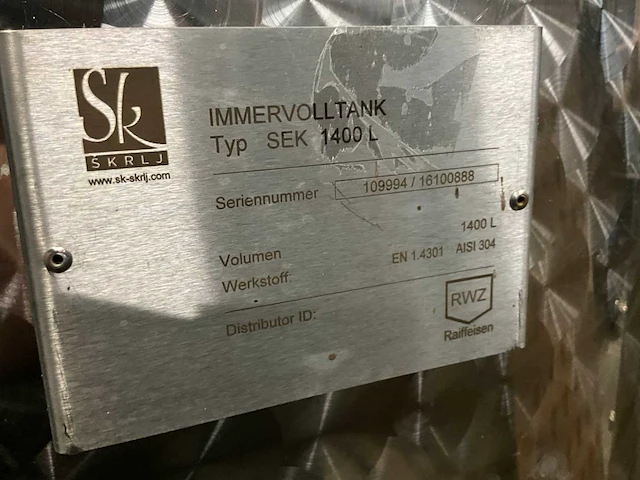 Sk
ŠKRLJ
www.sk-skrlj.com
IMMERVOLLTANK
Typ SEK 1400 L
Seriennummer 109994 / 16100888
Volumen 1400 L
Werkstoff EN 1.4301 AISI 304
Distributor ID:
RWZ
Raiffeisen